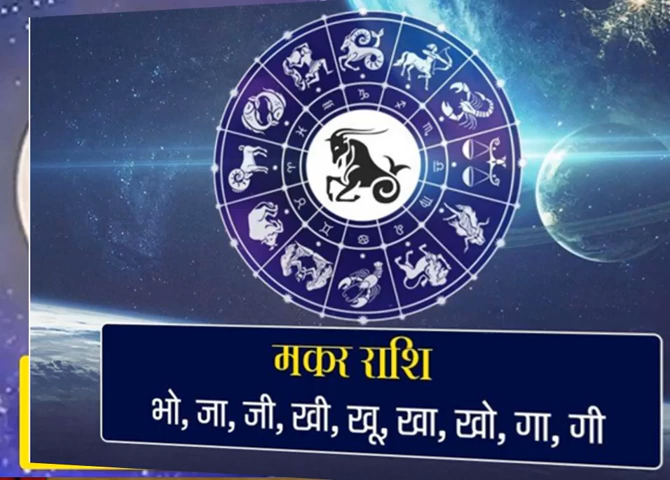 मकर राशि
भो, जा, जी, खी, खू, खा, खो, गा, गी